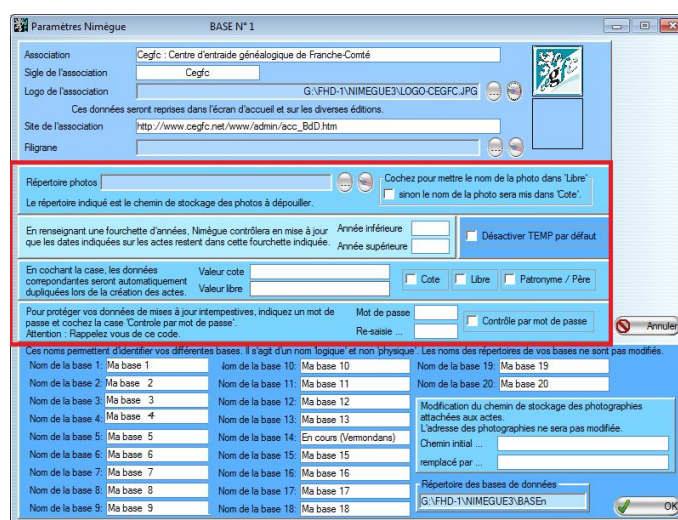 Paramètres Nimègue BASE N° 1
Association Cegfc : Centre d'entraide généalogique de Franche-Comté
Sigle de l'association Cegfc
Logo de l'association G:\FHD-1\NIMEGUE3\LOGO-CEGFC.JPG ...
Ces données seront reprises dans l'écran d'accueil et sur les diverses éditions.
Site de l'association http://www.cegfc.net/www/admin/acc_BdD.htm
Filigrane ...
Répertoire photos ...
Le répertoire indiqué est le chemin de stockage des photos à dépouiller.
Cochez pour mettre le nom de la photo dans 'Libre'
sinon le nom de la photo sera mis dans 'Cote'.
En renseignant une fourchette d'années, Nimègue contrôlera en mise à jour
que les dates indiquées sur les actes restent dans cette fourchette indiquée.
Année inférieure
Année supérieure
Désactiver TEMP par défaut
En cochant la case, les données
correpondantes seront automatiquement
dupliquées lors de la création des actes.
Valeur cote
Valeur libre
Cote Libre Patronyme / Père
Pour protéger vos données de mises à jour intempestives, indiquez un mot de
passe et cochez la case 'Controle par mot de passe'.
Attention : Rappelez vous de ce code.
Mot de passe
Re-saisie ...
Contrôle par mot de passe
Annuler
Ces noms permettent d'identifier vos différentes bases. Il s'agit d'un nom 'logique' et non 'physique'. Les noms des répertoires de vos bases ne sont pas modifiés.
Nom de la base 1: Ma base 1
Nom de la base 2: Ma base 2
Nom de la base 3: Ma base 3
Nom de la base 4: Ma base 4
Nom de la base 5: Ma base 5
Nom de la base 6: Ma base 6
Nom de la base 7: Ma base 7
Nom de la base 8: Ma base 8
Nom de la base 9: Ma base 9
Nom de la base 10: Ma base 10
Nom de la base 11: Ma base 11
Nom de la base 12: Ma base 12
Nom de la base 13: Ma base 13
Nom de la base 14: En cours (Vernondans)
Nom de la base 15: Ma base 15
Nom de la base 16: Ma base 16
Nom de la base 17: Ma base 17
Nom de la base 18: Ma base 18
Nom de la base 19: Ma base 19
Nom de la base 20: Ma base 20
Modification du chemin de stockage des photographies
attachées aux actes.
L'adresse des photographies ne sera pas modifiée.
Chemin initial ...
remplacé par ...
Répertoire des bases de données
G:\FHD-1\NIMEGUE3\BASEn
OK